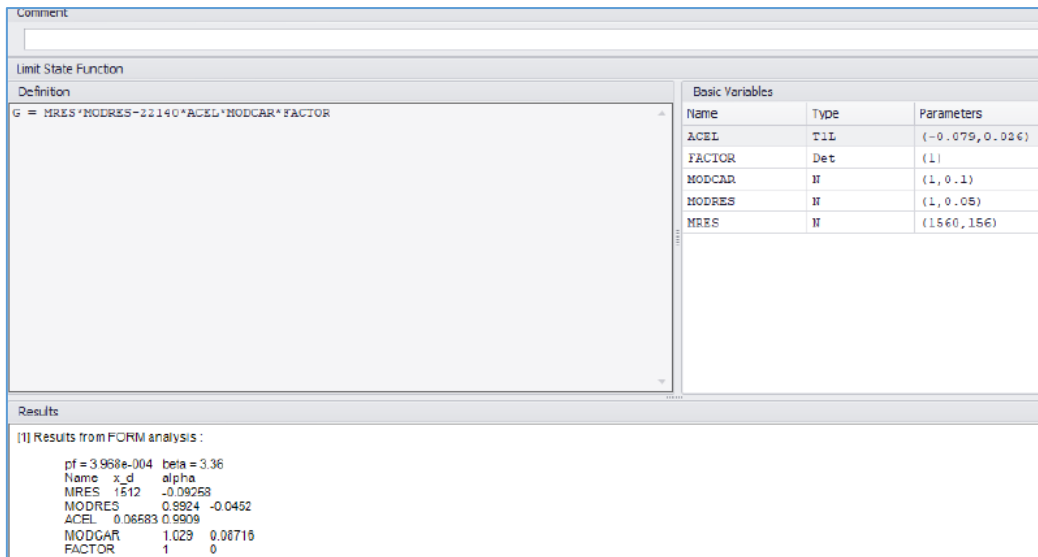 Comment
Limit State Function
Definition
Basic Variables
G = MRES*MODRES-22140*ACEL*MODCAR*FACTOR
Name Type Parameters
ACEL T1L (-0.079,0.026)
FACTOR Det (1)
MODCAR N (1,0.1)
MODRES N (1,0.05)
MRES N (1560,156)
Results
[1] Results from FORM analysis :
pf = 3.968e-004 beta = 3.36
Name x_d alpha
MRES 1512 -0.09258
MODRES 0.9924 -0.0452
ACEL 0.06583 0.9909
MODCAR 1.029 0.08716
FACTOR 1 0